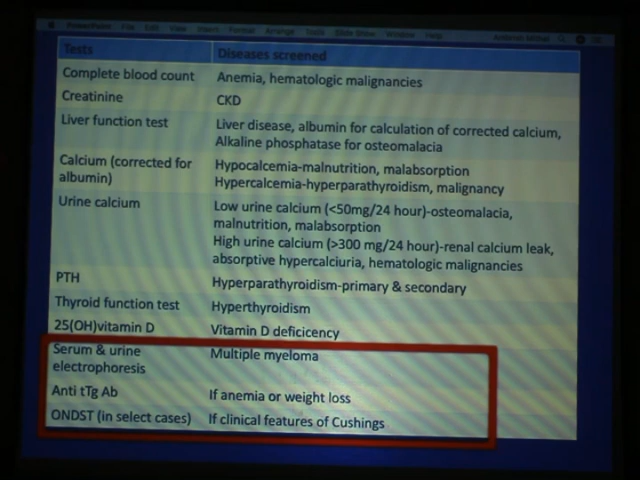 PowerPoint File Edit View Insert Format Arrange Tools Slide Show Window Help
Tests Diseases screened
Complete blood count Anemia, hematologic malignancies
Creatinine CKD
Liver function test Liver disease, albumin for calculation of corrected calcium,
Alkaline phosphatase for osteomalacia
Calcium (corrected for Hypocalcemia-malnutrition, malabsorption
albumin) Hypercalcemia-hyperparathyroidism, malignancy
Urine calcium Low urine calcium (<50mg/24 hour)-osteomalacia,
malnutrition, malabsorption
High urine calcium (>300 mg/24 hour)-renal calcium leak,
absorptive hypercalciuria, hematologic malignancies
PTH Hyperparathyroidism-primary & secondary
Thyroid function test Hyperthyroidism
25(OH)vitamin D Vitamin D deficicency
Serum & urine Multiple myeloma
electrophoresis
Anti tTg Ab If anemia or weight loss
ONDST (in select cases) If clinical features of Cushings